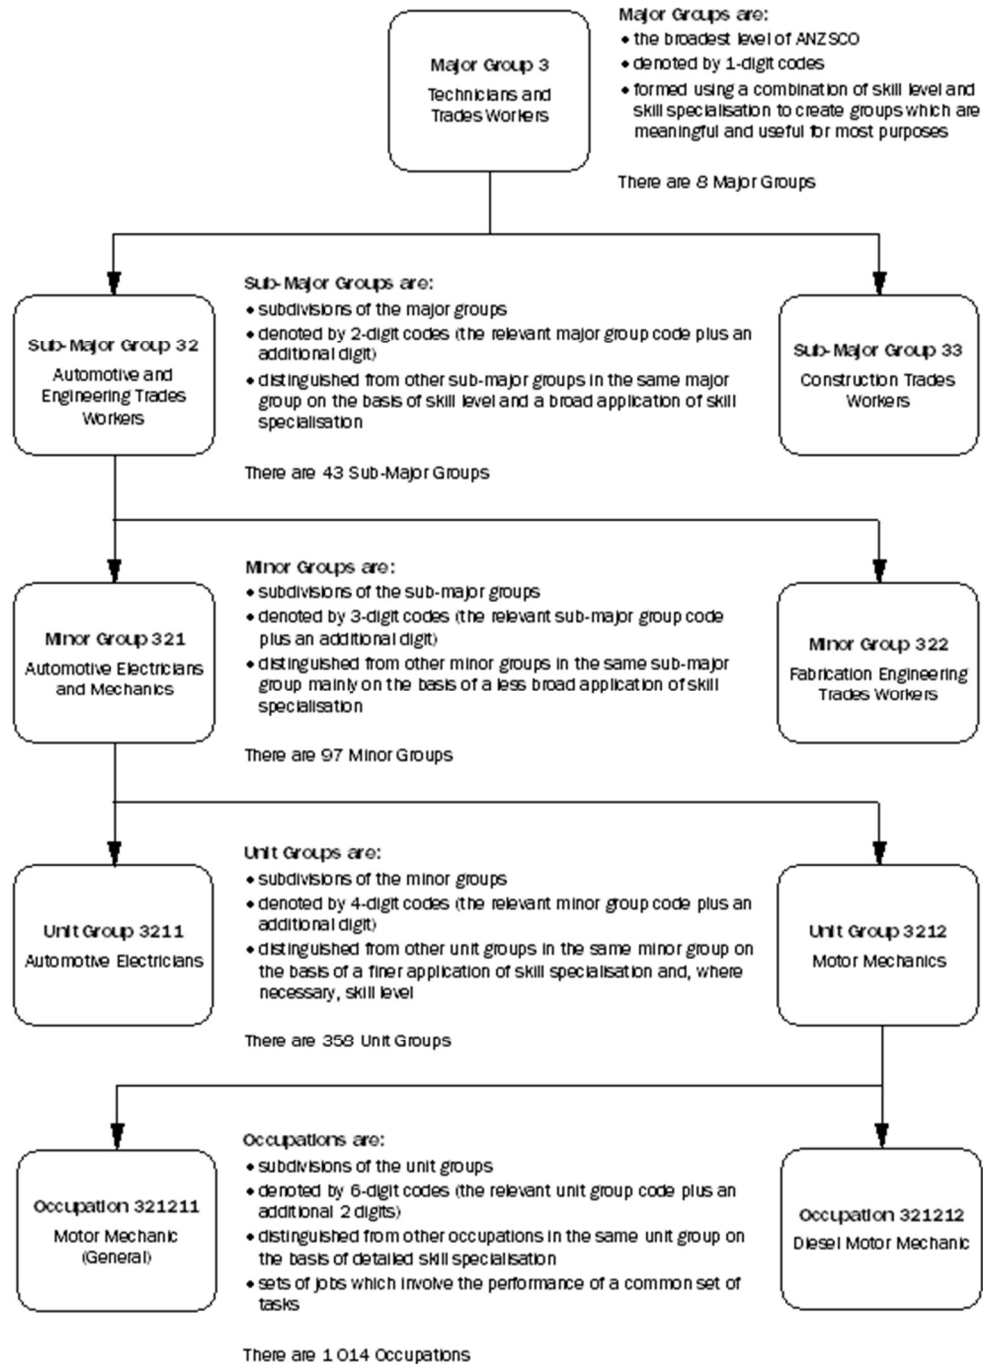 Major Group 3
Technicians and
Trades Workers
Major Groups are:
• the broadest level of ANZSCO
• denoted by 1-digit codes
• formed using a combination of skill level and
skill specialisation to create groups which are
meaningful and useful for most purposes
There are 8 Major Groups
Sub-Major Group 32
Automotive and
Engineering Trades
Workers
Sub-Major Groups are:
• subdivisions of the major groups
• denoted by 2-digit codes (the relevant major group code plus an
additional digit)
• distinguished from other sub-major groups in the same major
group on the basis of skill level and a broad application of skill
specialisation
There are 43 Sub-Major Groups
Sub-Major Group 33
Construction Trades
Workers
Minor Group 321
Automotive Electricians
and Mechanics
Minor Groups are:
• subdivisions of the sub-major groups
• denoted by 3-digit codes (the relevant sub-major group code
plus an additional digit)
• distinguished from other minor groups in the same sub-major
group mainly on the basis of a less broad application of skill
specialisation
There are 97 Minor Groups
Minor Group 322
Fabrication Engineering
Trades Workers
Unit Group 3211
Automotive Electricians
Unit Groups are:
• subdivisions of the minor groups
• denoted by 4-digit codes (the relevant minor group code plus an
additional digit)
• distinguished from other unit groups in the same minor group on
the basis of a finer application of skill specialisation and, where
necessary, skill level
There are 358 Unit Groups
Unit Group 3212
Motor Mechanics
Occupation 321211
Motor Mechanic
(General)
Occupations are:
• subdivisions of the unit groups
• denoted by 6-digit codes (the relevant unit group code plus an
additional 2 digits)
• distinguished from other occupations in the same unit group on
the basis of detailed skill specialisation
• sets of jobs which involve the performance of a common set of
tasks
There are 1 014 Occupations
Occupation 321212
Diesel Motor Mechanic